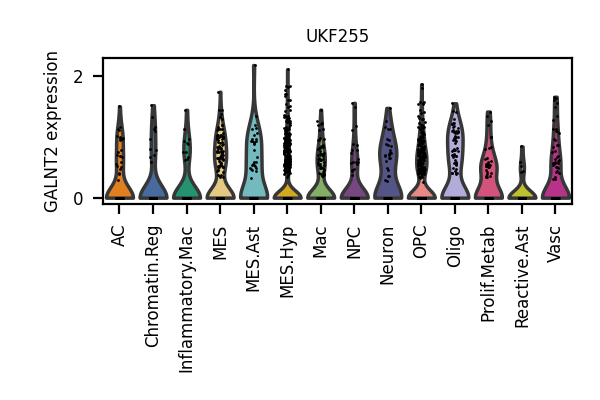 UKF255
GALNT2 expression
2
0
AC
Chromatin.Reg
Inflammatory.Mac
MES
MES.Ast
MES.Hyp
Mac
NPC
Neuron
OPC
Oligo
Prolif.Metab
Reactive.Ast
Vasc